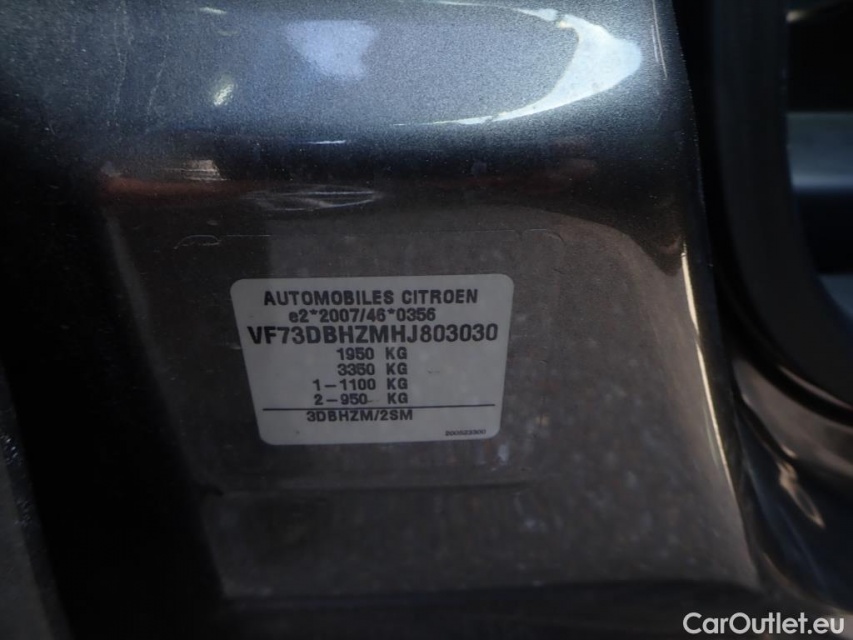 AUTOMOBILES CITROEN
e2*2007/46*0356
VF73DBHZMHJ803030
1950 KG
3350 KG
1-1100 KG
2-950 KG
3DBHZM/2SM
CarOutlet.eu